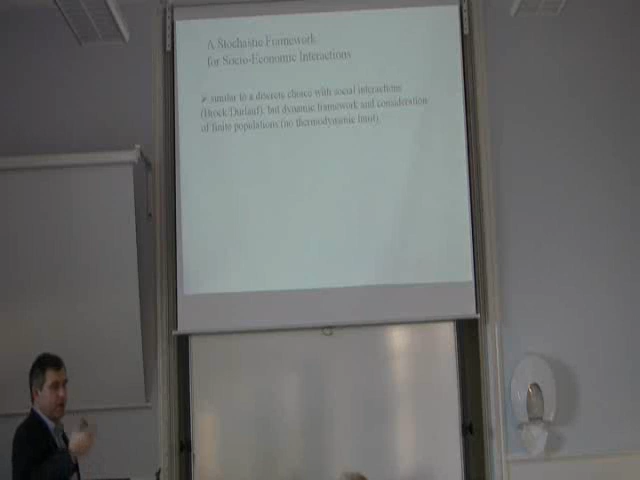 A Stochastic Framework
for Socio-Economic Interactions
➢ similar to a discrete choice with social interactions
(Brock/Durlauf), but dynamic framework and consideration
of finite populations (no thermodynamic limit).